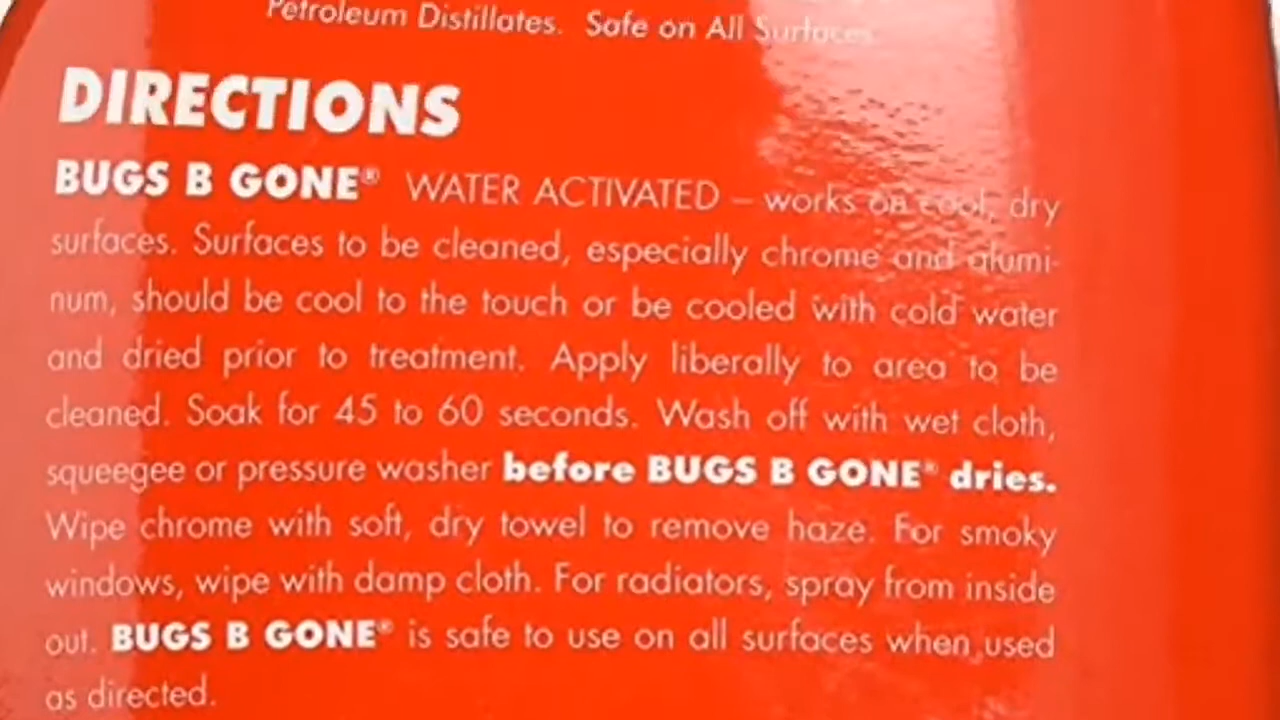 Petroleum Distillates. Safe on All Surfaces.
DIRECTIONS
BUGS B GONE® WATER ACTIVATED – works on cool, dry
surfaces. Surfaces to be cleaned, especially chrome and alumi-
num, should be cool to the touch or be cooled with cold water
and dried prior to treatment. Apply liberally to area to be
cleaned. Soak for 45 to 60 seconds. Wash off with wet cloth,
squeegee or pressure washer before BUGS B GONE® dries.
Wipe chrome with soft, dry towel to remove haze. For smoky
windows, wipe with damp cloth. For radiators, spray from inside
out. BUGS B GONE® is safe to use on all surfaces when used
as directed.